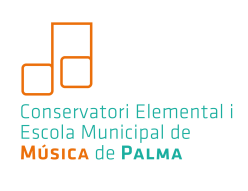 Conservatori Elemental i
Escola Municipal de
MÚSICA de PALMA